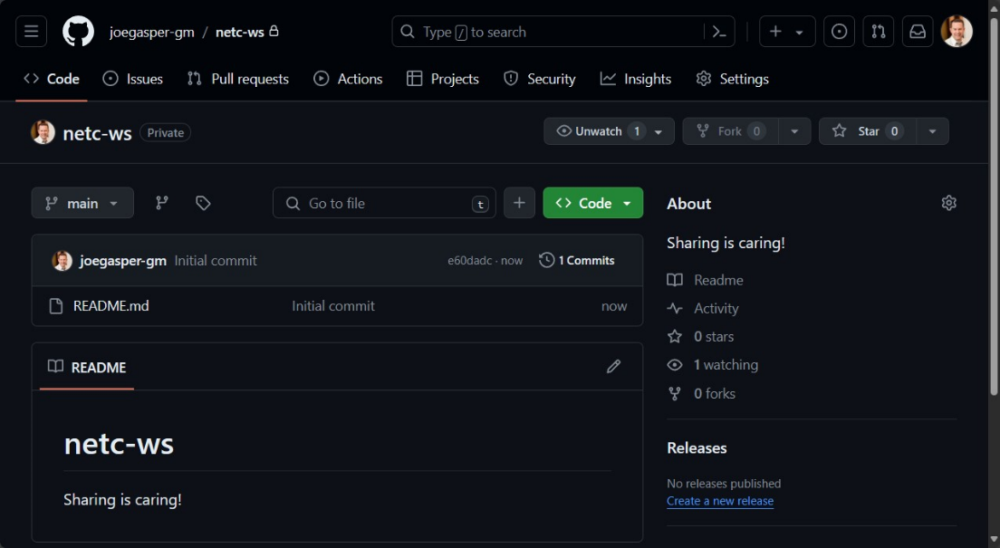 joegasper-gm / netc-ws
Type / to search
Code Issues Pull requests Actions Projects Security Insights Settings
netc-ws Private
Unwatch 1 Fork 0 Star 0
main Go to file t Code
About
Sharing is caring!
joegasper-gm Initial commit e60dadc · now 1 Commits
README.md Initial commit now
Readme
Activity
0 stars
1 watching
0 forks
README
netc-ws
Sharing is caring!
Releases
No releases published
Create a new release